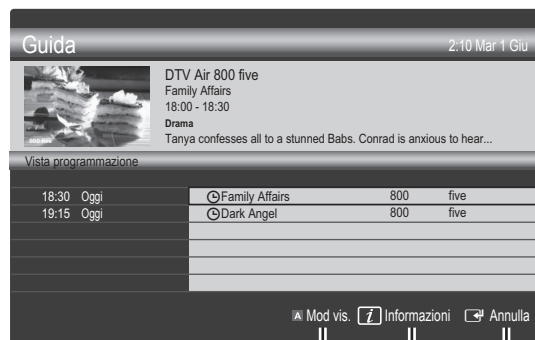 Guida 2:10 Mar 1 Giu
DTV Air 800 five
Family Affairs
18:00 - 18:30
Drama
Tanya confesses all to a stunned Babs. Conrad is anxious to hear...
Vista programmazione
18:30 Oggi Family Affairs 800 five
19:15 Oggi Dark Angel 800 five
A Mod vis. i Informazioni Annulla